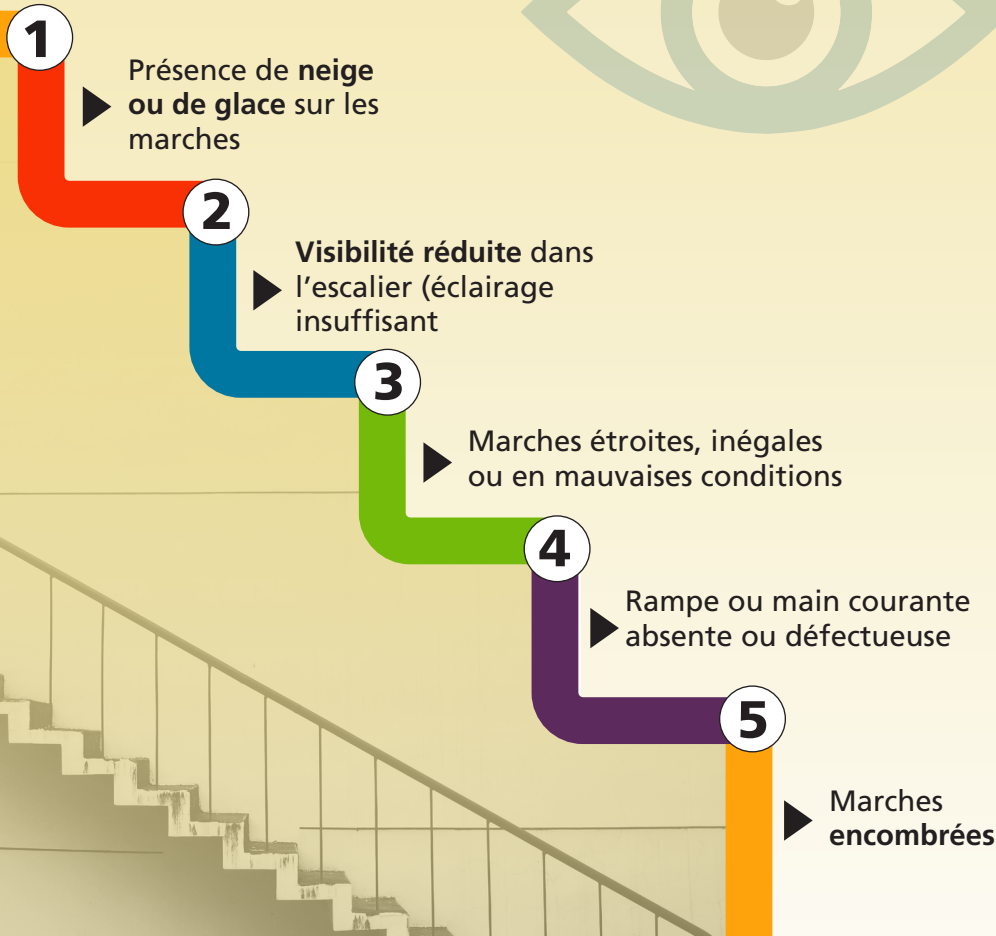 1
Présence de neige
ou de glace sur les
marches
2
Visibilité réduite dans
l'escalier (éclairage
insuffisant
3
Marches étroites, inégales
ou en mauvaises conditions
4
Rampe ou main courante
absente ou défectueuse
5
Marches
encombrées